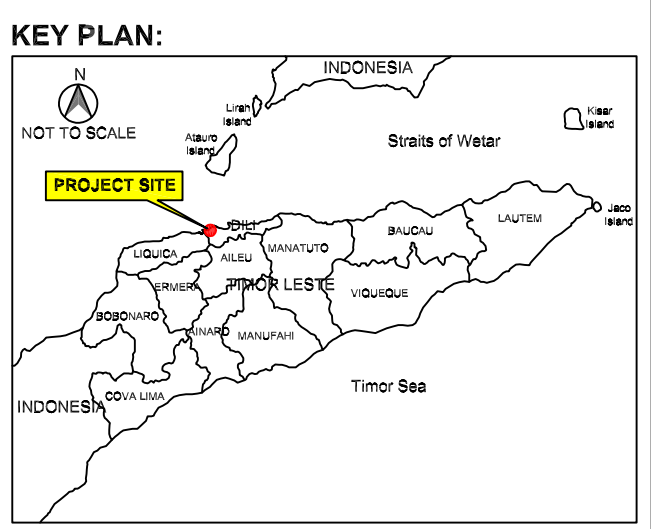 KEY PLAN:
N
NOT TO SCALE
INDONESIA
Lirah
Island
Kisar
Island
Atauro
Island
Straits of Wetar
PROJECT SITE
DILI
LAUTEM
Jaco
Island
BAUCAU
MANATUTO
LIQUICA
AILEU
TIMOR LESTE
ERMERA
VIQUEQUE
BOBONARO
AINARO
MANUFAHI
Timor Sea
COVA LIMA
INDONESIA